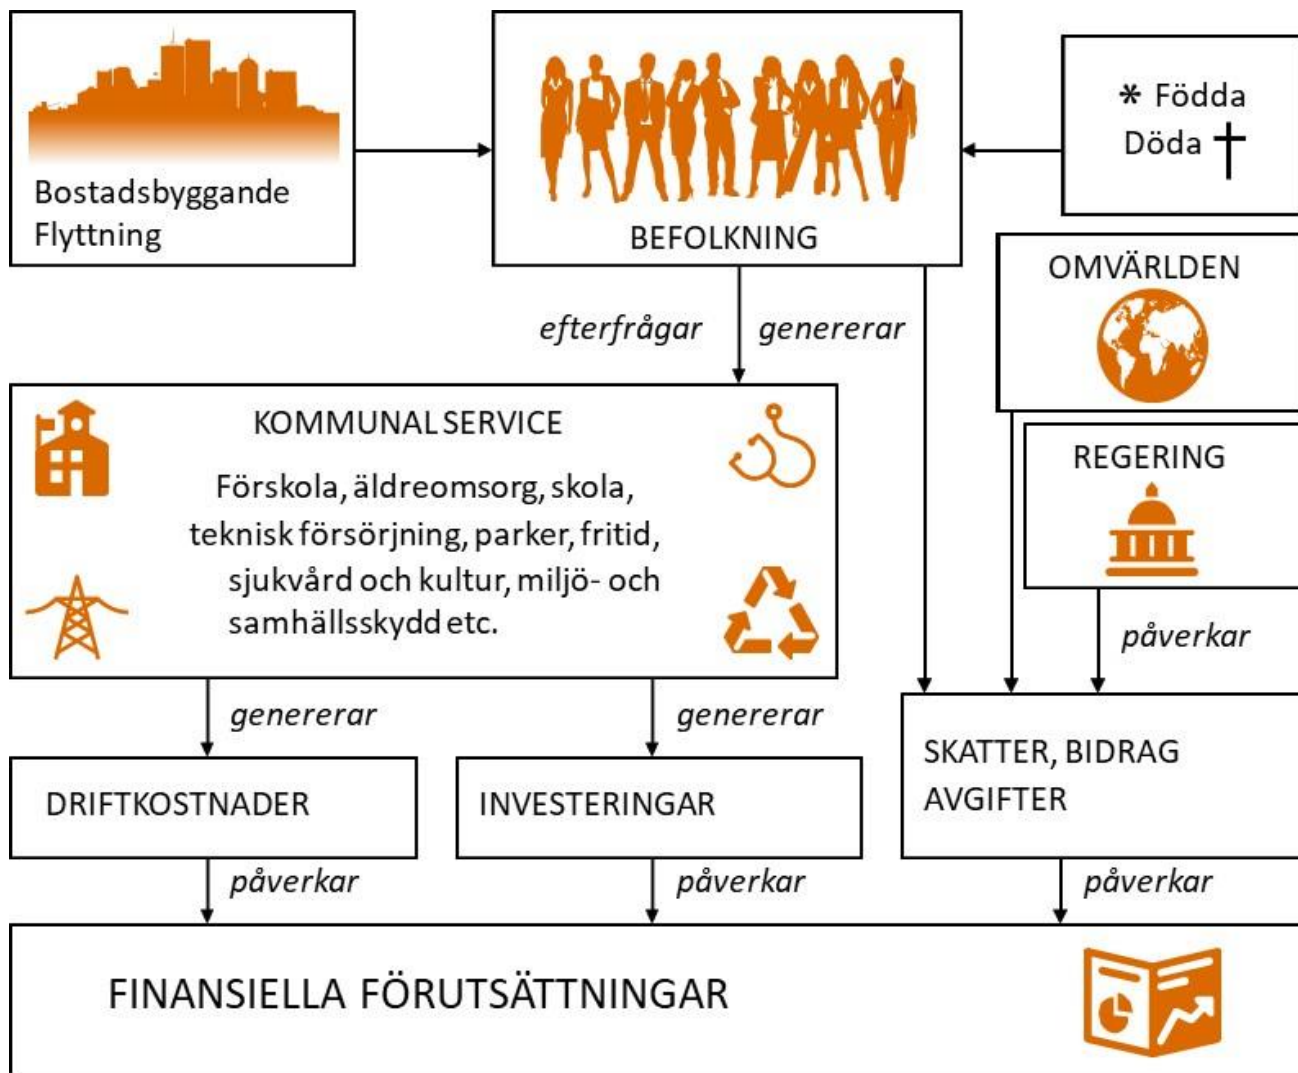 Bostadsbyggande
Flyttning
BEFOLKNING
* Födda
Döda †
OMVÄRLDEN
REGERING
efterfrågar
genererar
påverkar
KOMMUNAL SERVICE
Förskola, äldreomsorg, skola,
teknisk försörjning, parker, fritid,
sjukvård och kultur, miljö- och
samhällsskydd etc.
genererar
genererar
DRIFTKOSTNADER
INVESTERINGAR
SKATTER, BIDRAG
AVGIFTER
påverkar
påverkar
påverkar
FINANSIELLA FÖRUTSÄTTNINGAR